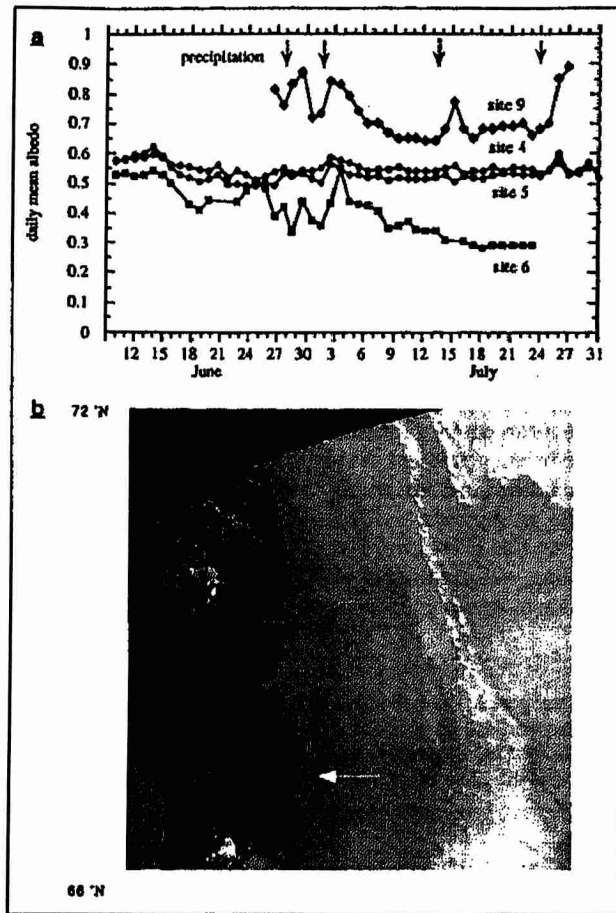 a
precipitation
site 9
site 4
site 5
site 6
daily mean albedo
1
0.9
0.8
0.7
0.6
0.5
0.4
0.3
0.2
0.1
0
12 15 18 21 24 27 30 3 6 9 12 15 18 21 24 27 31
June July
b
72 °N
66 °N